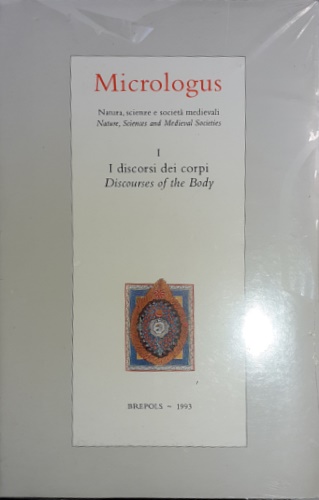 Micrologus
Natura, scienze e società medievali
Nature, Sciences and Medieval Societies
I
I discorsi dei corpi
Discourses of the Body
BREPOLS ~ 1993